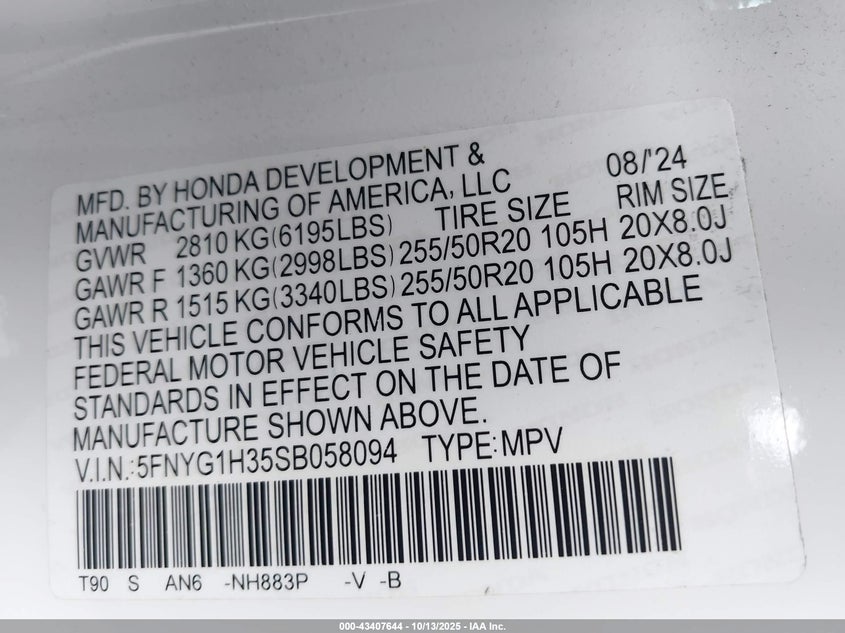 MFD. BY HONDA DEVELOPMENT & 08/'24
MANUFACTURING OF AMERICA, LLC
GVWR 2810 KG(6195LBS) TIRE SIZE RIM SIZE
GAWR F 1360 KG(2998LBS) 255/50R20 105H 20X8.0J
GAWR R 1515 KG(3340LBS) 255/50R20 105H 20X8.0J
THIS VEHICLE CONFORMS TO ALL APPLICABLE
FEDERAL MOTOR VEHICLE SAFETY
STANDARDS IN EFFECT ON THE DATE OF
MANUFACTURE SHOWN ABOVE.
V.I.N.:5FNYG1H35SB058094 TYPE:MPV
T90 S AN6 -NH883P -V -B
000-43407644 - 10/13/2025 - IAA Inc.